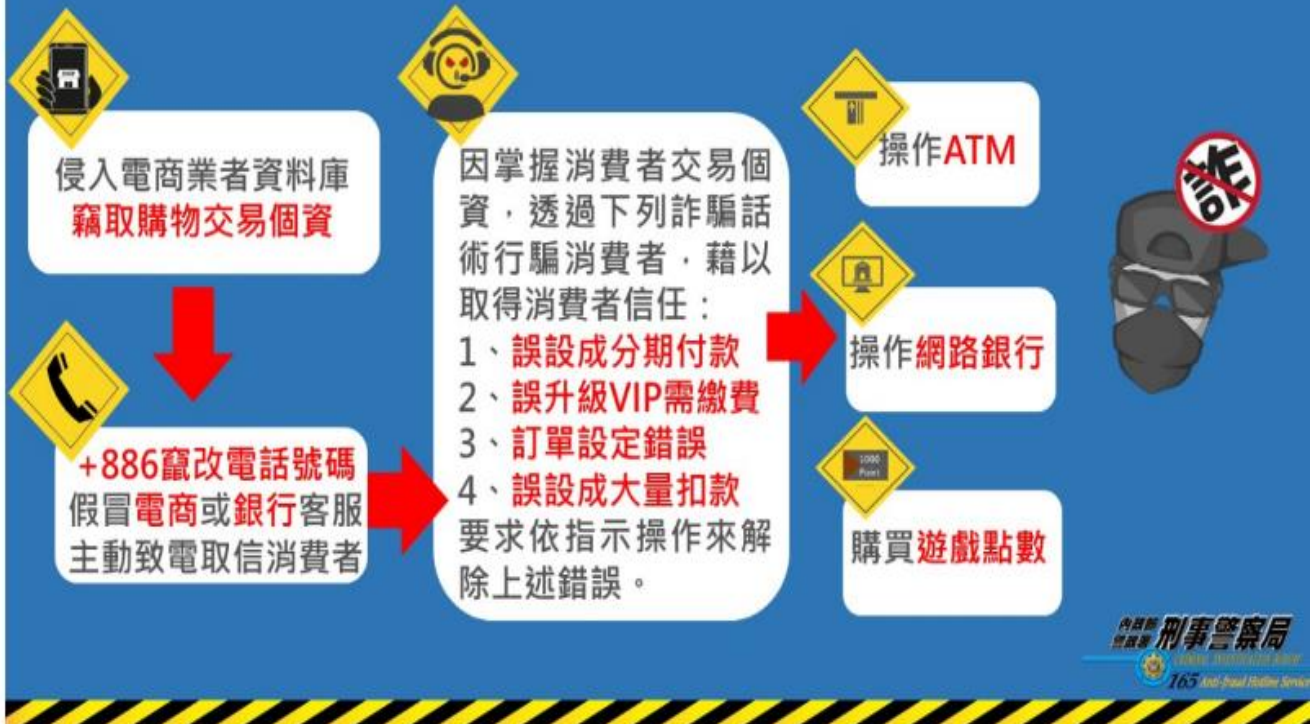 侵入電商業者資料庫
竊取購物交易個資
+886竄改電話號碼
假冒電商或銀行客服
主動致電取信消費者
因掌握消費者交易個
資，透過下列詐騙話
術行騙消費者，藉以
取得消費者信任：
1、誤設成分期付款
2、誤升級VIP需繳費
3、訂單設定錯誤
4、誤設成大量扣款
要求依指示操作來解
除上述錯誤。
操作ATM
操作網路銀行
1000
Point
購買遊戲點數
詐
內政部
警政署
刑事警察局
CRIMINAL INVESTIGATION BUREAU
165 Anti-fraud Hotline Service